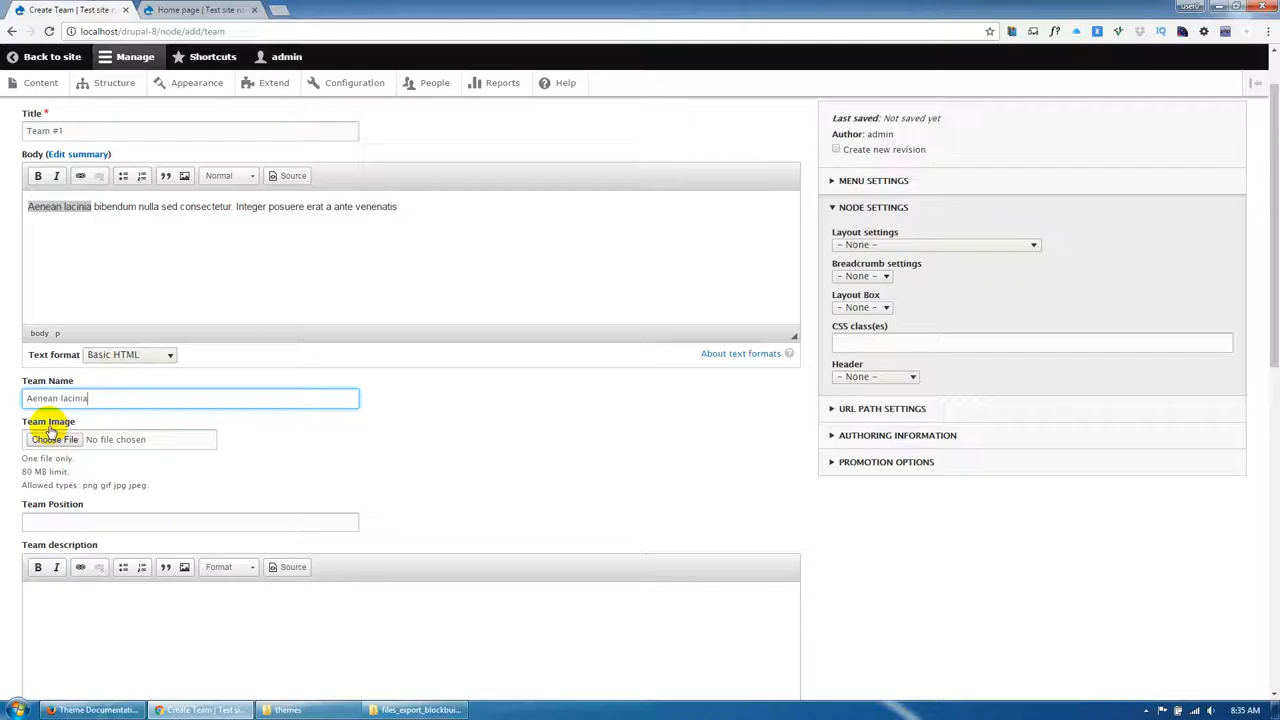 Create Team | Test site n
Home page | Test site ns
user0
localhost/drupal-8/node/add/team
Back to site
Manage
Shortcuts
admin
Content
Structure
Appearance
Extend
Configuration
People
Reports
Help
Title *
Team #1
Body (Edit summary)
Normal
Source
Aenean lacinia bibendum nulla sed consectetur. Integer posuere erat a ante venenatis
body p
Text format Basic HTML
About text formats
Team Name
Aenean lacinia
Team Image
Choose File No file chosen
One file only.
80 MB limit.
Allowed types: png gif jpg jpeg.
Team Position
Team description
Format
Source
Last saved: Not saved yet
Author: admin
Create new revision
MENU SETTINGS
NODE SETTINGS
Layout settings
- None -
Breadcrumb settings
- None -
Layout Box
- None -
CSS class(es)
Header
- None -
URL PATH SETTINGS
AUTHORING INFORMATION
PROMOTION OPTIONS
Theme Documentati...
Create Team | Test si...
themes
files_export_blockbui...
8:35 AM